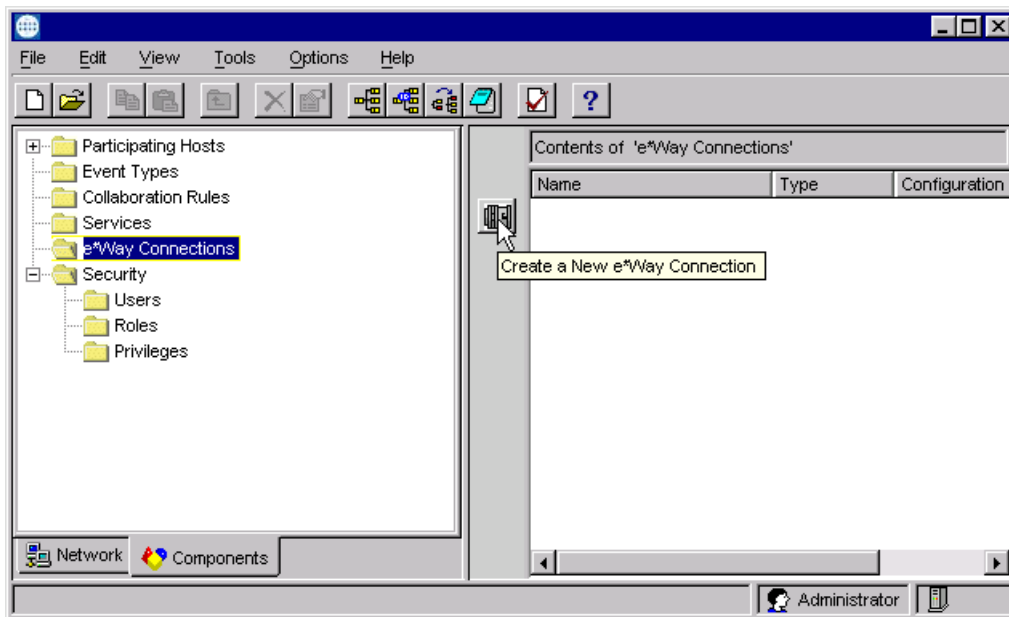 File Edit View Tools Options Help
?
Participating Hosts
Event Types
Collaboration Rules
Services
e*Way Connections
Security
Users
Roles
Privileges
Network
Components
Contents of 'e*Way Connections'
Name Type Configuration
Create a New e*Way Connection
Administrator